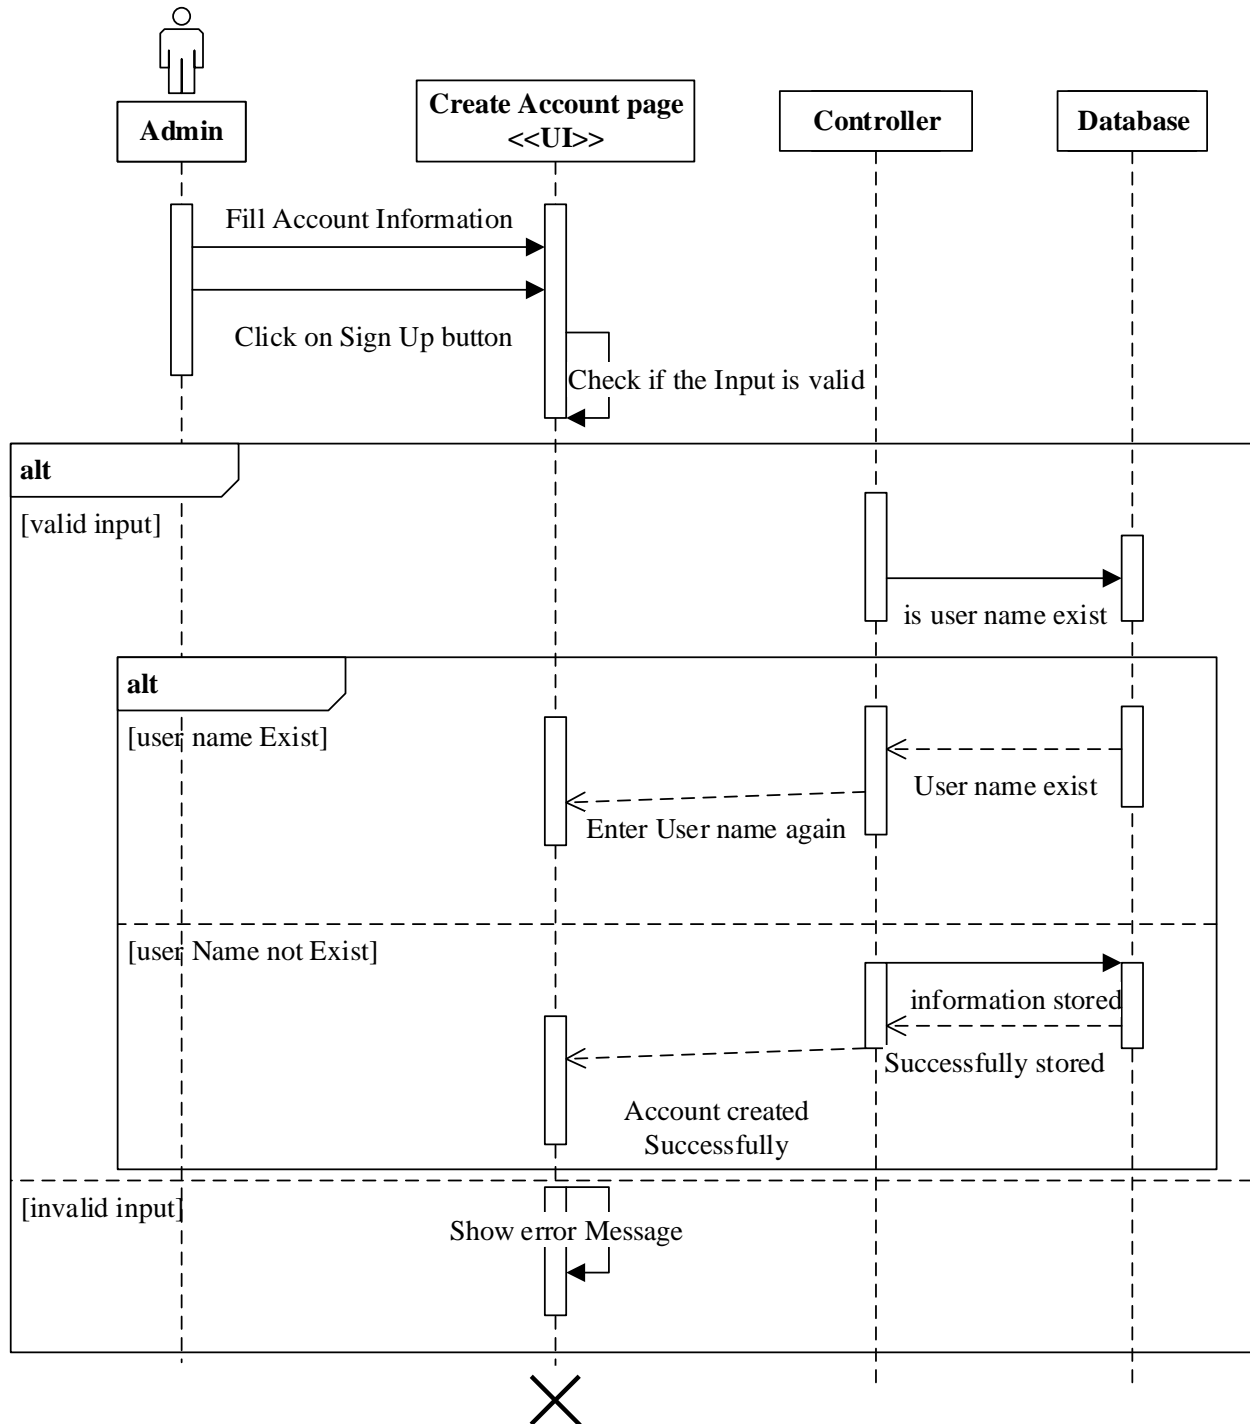 Admin
Create Account page
<<UI>>
Controller
Database
Fill Account Information
Click on Sign Up button
Check if the Input is valid
alt
[valid input]
is user name exist
alt
[user name Exist]
User name exist
Enter User name again
[user Name not Exist]
information stored
Successfully stored
Account created
Successfully
[invalid input]
Show error Message